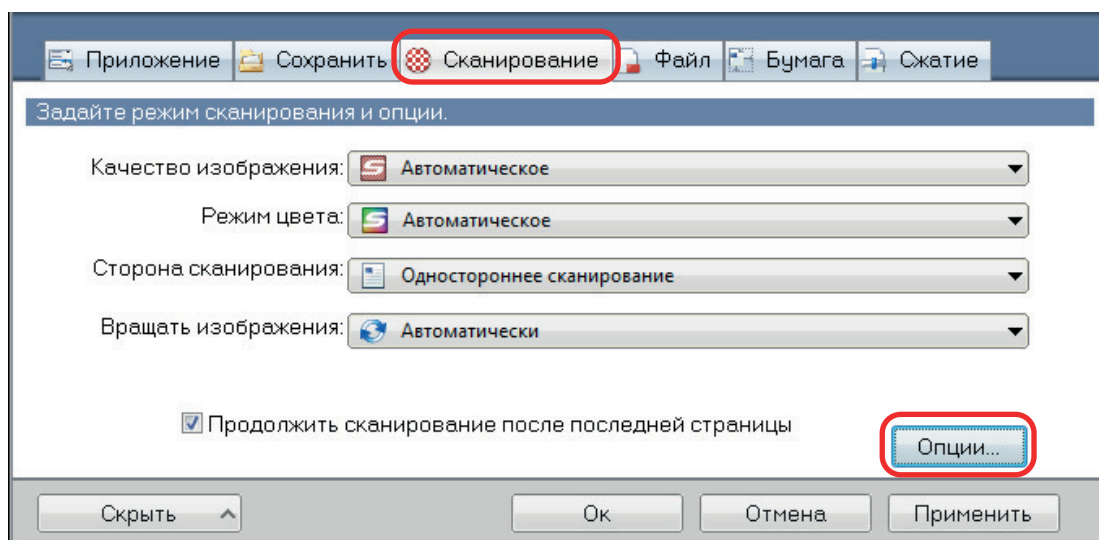 Приложение Сохранить Сканирование Файл Бумага Сжатие
Задайте режим сканирования и опции.
Качество изображения: Автоматическое
Режим цвета: Автоматическое
Сторона сканирования: Одностороннее сканирование
Вращать изображения: Автоматически
Продолжить сканирование после последней страницы
Опции...
Скрыть Ок Отмена Применить